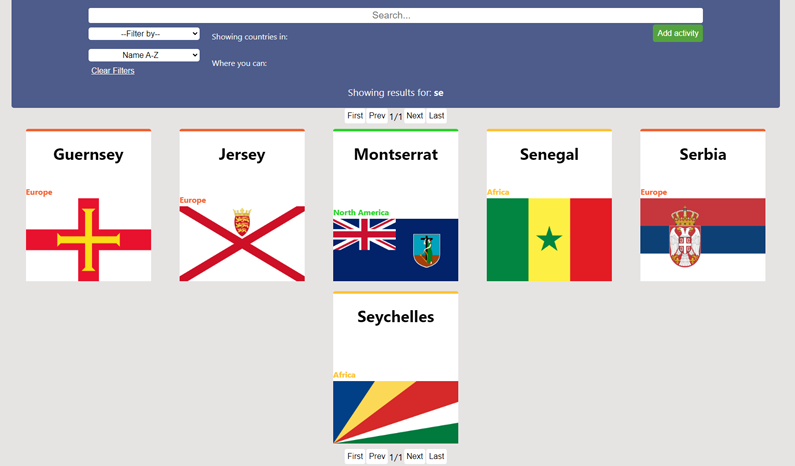 Search...
--Filter by--
Showing countries in:
Add activity
Name A-Z
Where you can:
Clear Filters
Showing results for: se
First Prev 1/1 Next Last
Guernsey
Jersey
Montserrat
Senegal
Serbia
Europe
Europe
North America
Africa
Europe
Seychelles
Africa
First Prev 1/1 Next Last